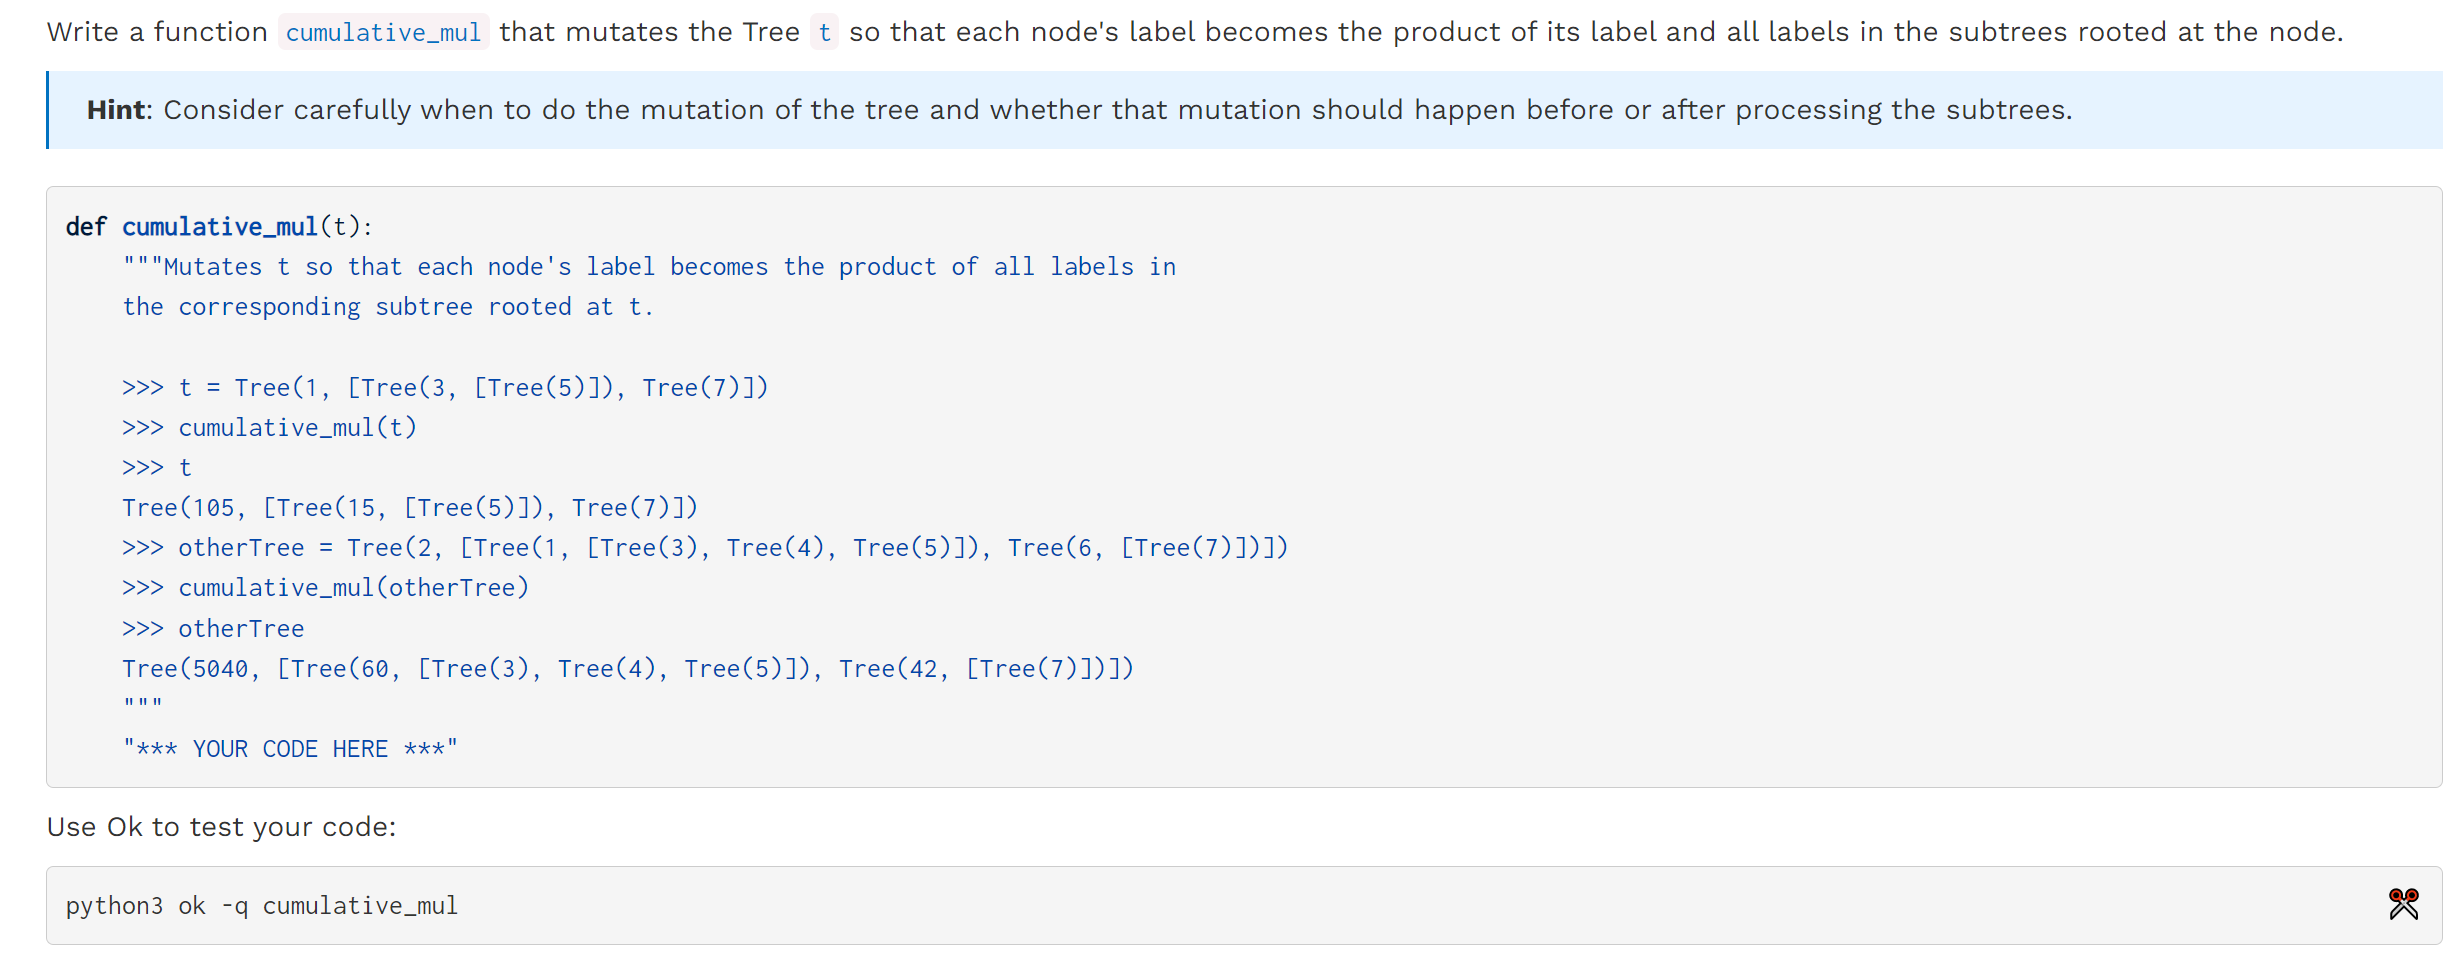 Write a function cumulative_mul that mutates the Tree t so that each node's label becomes the product of its label and all labels in the subtrees rooted at the node.
Hint: Consider carefully when to do the mutation of the tree and whether that mutation should happen before or after processing the subtrees.
def cumulative_mul(t):
    """Mutates t so that each node's label becomes the product of all labels in
    the corresponding subtree rooted at t.

    >>> t = Tree(1, [Tree(3, [Tree(5)]), Tree(7)])
    >>> cumulative_mul(t)
    >>> t
    Tree(105, [Tree(15, [Tree(5)]), Tree(7)])
    >>> otherTree = Tree(2, [Tree(1, [Tree(3), Tree(4), Tree(5)]), Tree(6, [Tree(7)])])
    >>> cumulative_mul(otherTree)
    >>> otherTree
    Tree(5040, [Tree(60, [Tree(3), Tree(4), Tree(5)]), Tree(42, [Tree(7)])])
    """
    "*** YOUR CODE HERE ***"
Use Ok to test your code:
python3 ok -q cumulative_mul